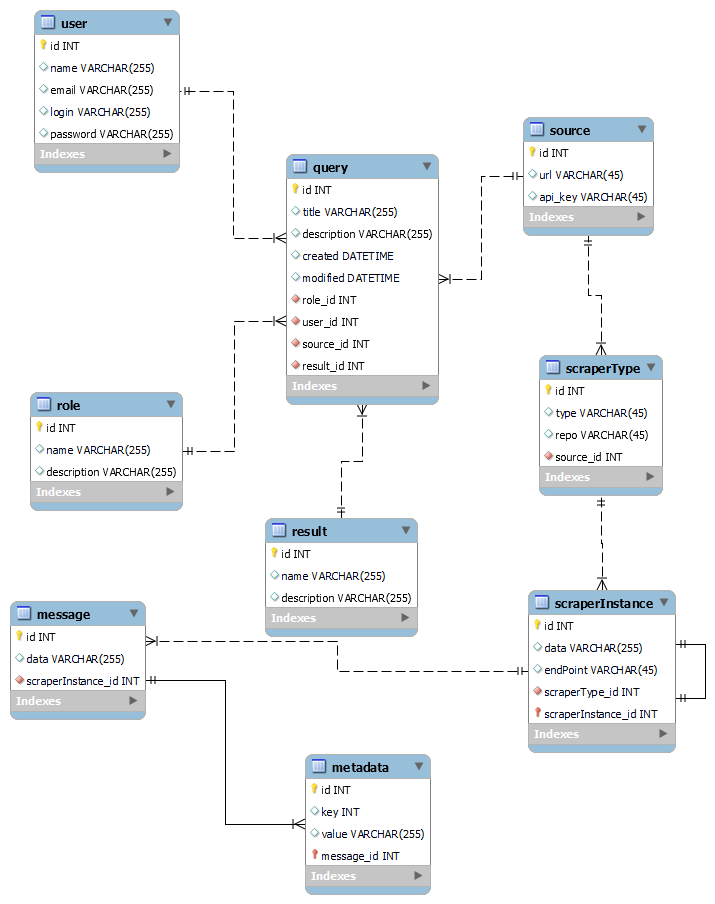 user
id INT
name VARCHAR(255)
email VARCHAR(255)
login VARCHAR(255)
password VARCHAR(255)
Indexes
query
id INT
title VARCHAR(255)
description VARCHAR(255)
created DATETIME
modified DATETIME
role_id INT
user_id INT
source_id INT
result_id INT
Indexes
source
id INT
url VARCHAR(45)
api_key VARCHAR(45)
Indexes
scraperType
id INT
type VARCHAR(45)
repo VARCHAR(45)
source_id INT
Indexes
role
id INT
name VARCHAR(255)
description VARCHAR(255)
Indexes
result
id INT
name VARCHAR(255)
description VARCHAR(255)
Indexes
scraperInstance
id INT
data VARCHAR(255)
endPoint VARCHAR(45)
scraperType_id INT
scraperInstance_id INT
Indexes
message
id INT
data VARCHAR(255)
scraperInstance_id INT
Indexes
metadata
id INT
key INT
value VARCHAR(255)
message_id INT
Indexes